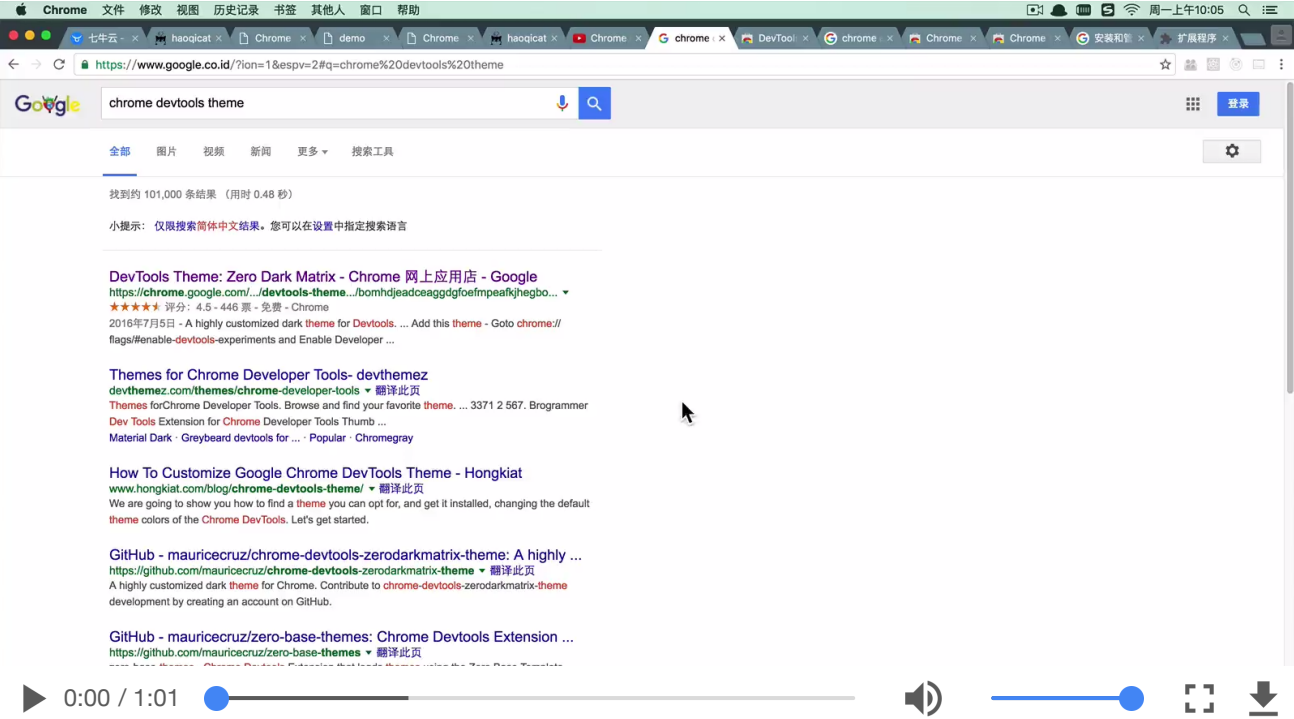 Chrome 文件 修改 视图 历史记录 书签 其他人 窗口 帮助 周一上午10:05
七牛云 - haoqicat Chrome demo Chrome haoqicat Chrome chrome DevTool: chrome Chrome Chrome 安装和管 扩展程序
https://www.google.co.id/?ion=1&espv=2#q=chrome%20devtools%20theme
Google chrome devtools theme 登录
全部 图片 视频 新闻 更多 搜索工具
找到约 101,000 条结果 （用时 0.48 秒）
小提示： 仅限搜索简体中文结果。您可以在设置中指定搜索语言
DevTools Theme: Zero Dark Matrix - Chrome 网上应用店 - Google
https://chrome.google.com/.../devtools-theme.../bomhdjeadceaggdgfoefmpeafkjhegbo...
评分：4.5 - 446 票 - 免费 - Chrome
2016年7月5日 - A highly customized dark theme for Devtools. ... Add this theme - Goto chrome://
flags/#enable-devtools-experiments and Enable Developer ...
Themes for Chrome Developer Tools- devthemez
devthemez.com/themes/chrome-developer-tools 翻译此页
Themes forChrome Developer Tools. Browse and find your favorite theme. ... 3371 2 567. Brogrammer
Dev Tools Extension for Chrome Developer Tools Thumb ...
Material Dark · Greybeard devtools for ... · Popular · Chromegray
How To Customize Google Chrome DevTools Theme - Hongkiat
www.hongkiat.com/blog/chrome-devtools-theme/ 翻译此页
We are going to show you how to find a theme you can opt for, and get it installed, changing the default
theme colors of the Chrome DevTools. Let's get started.
GitHub - mauricecruz/chrome-devtools-zerodarkmatrix-theme: A highly ...
https://github.com/mauricecruz/chrome-devtools-zerodarkmatrix-theme 翻译此页
A highly customized dark theme for Chrome. Contribute to chrome-devtools-zerodarkmatrix-theme
development by creating an account on GitHub.
GitHub - mauricecruz/zero-base-themes: Chrome Devtools Extension ...
https://github.com/mauricecruz/zero-base-themes 翻译此页
zero-base-themes - Chrome Devtools Extension that loads themes using the Zero Base Template
0:00 / 1:01